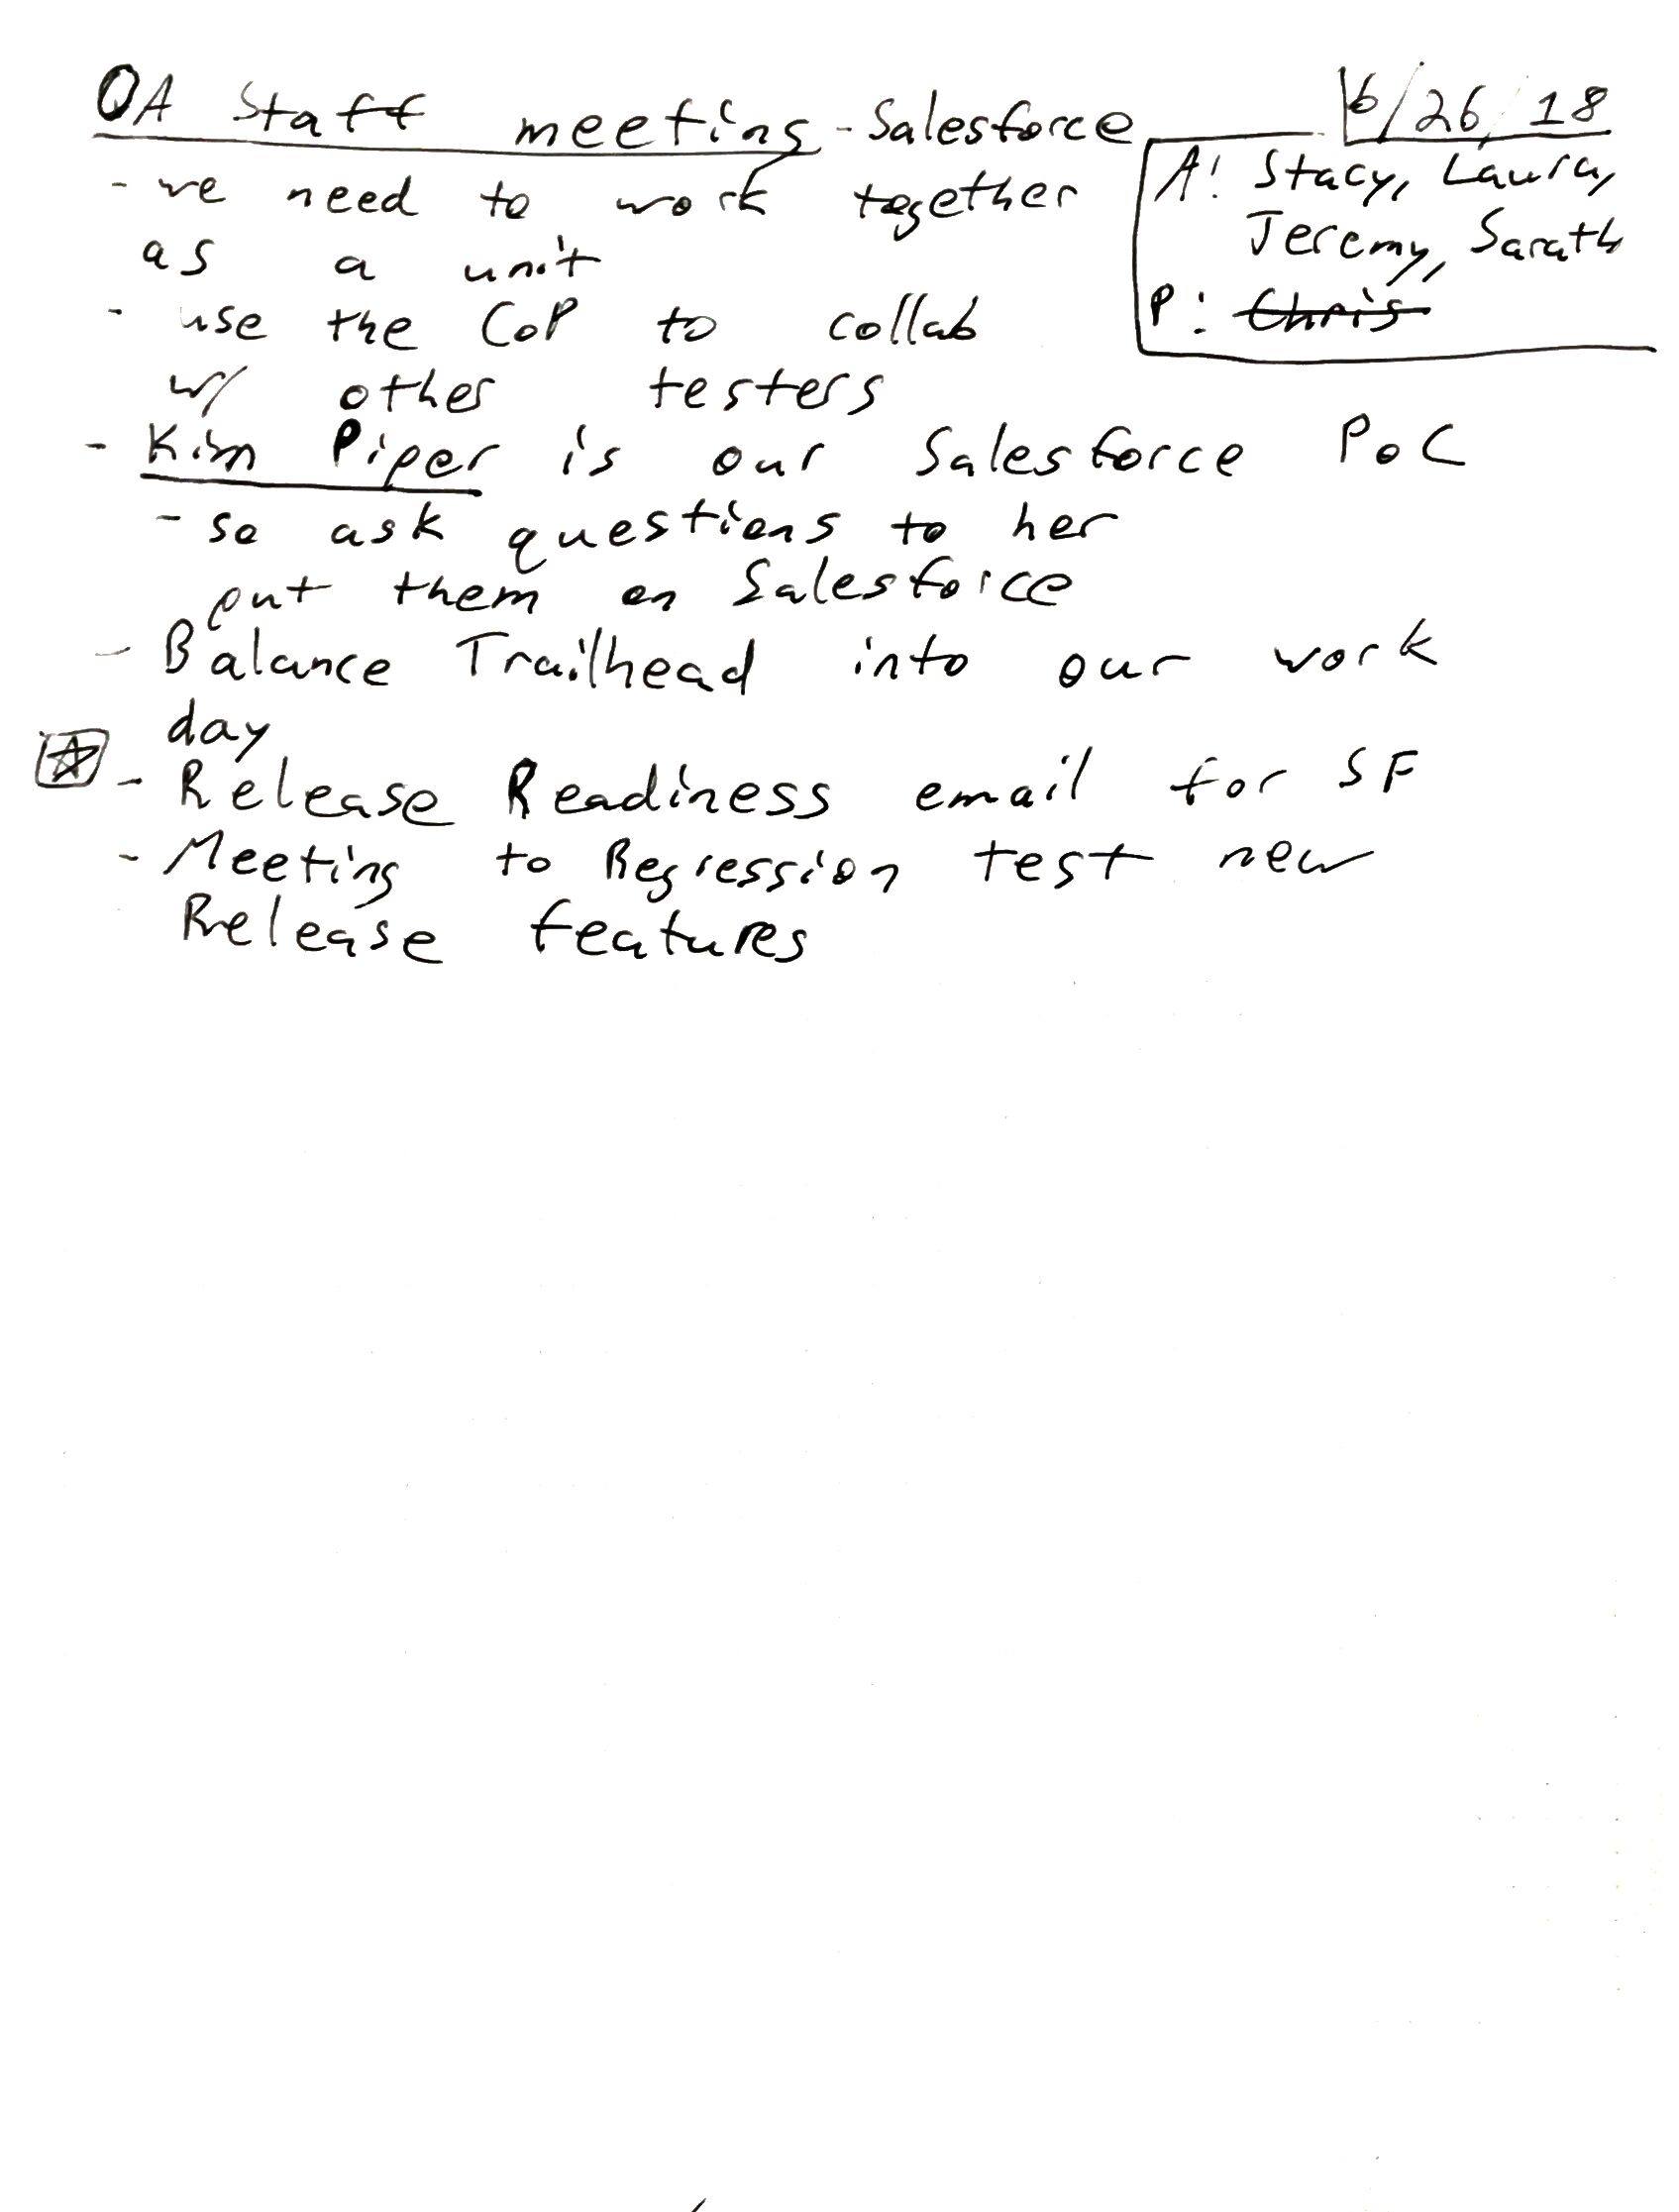 QA Staff meeting - Salesforce
6/26/18
A: Stacy, Laura,
Jeremy, Sarath
P: Chris
- we need to work together
as a unit
- use the CoP to collab
w/ other testers
- Kim Piper is our Salesforce PoC
- so ask questions to her
put them on Salesforce
- Balance Trailhead into our work
day
- Release Readiness email for SF
- Meeting to Regression test new
Release features